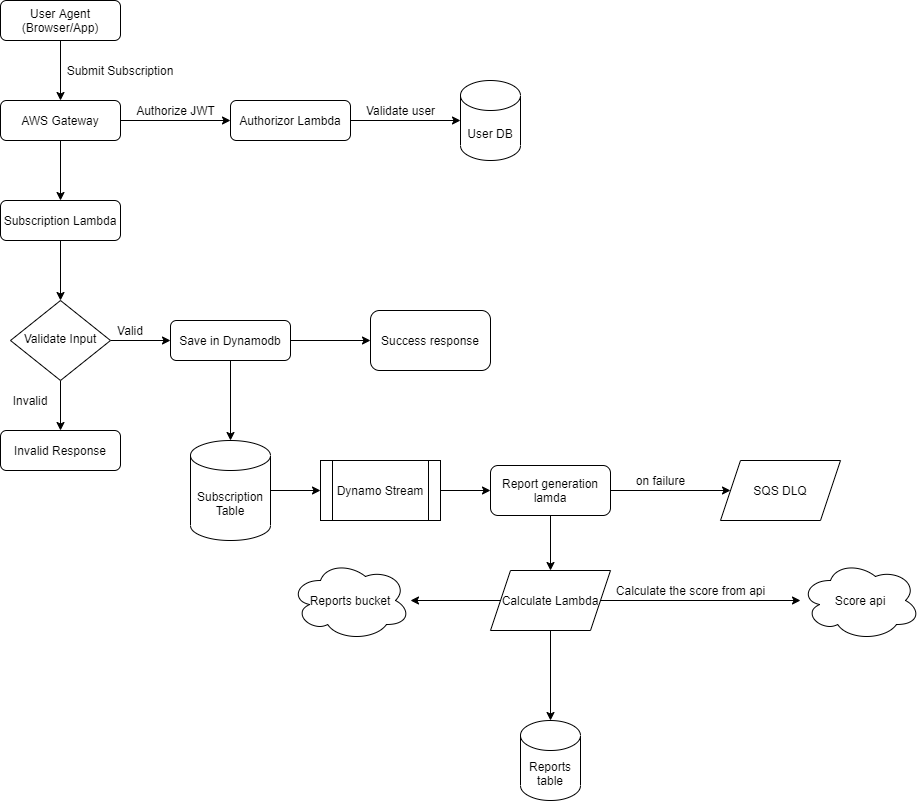 User Agent
(Browser/App)
Submit Subscription
AWS Gateway
Authorize JWT
Authorizor Lambda
Validate user
User DB
Subscription Lambda
Validate Input
Valid
Save in Dynamodb
Success response
Invalid
Invalid Response
Subscription
Table
Dynamo Stream
Report generation
lamda
on failure
SQS DLQ
Reports bucket
Calculate Lambda
Calculate the score from api
Score api
Reports
table